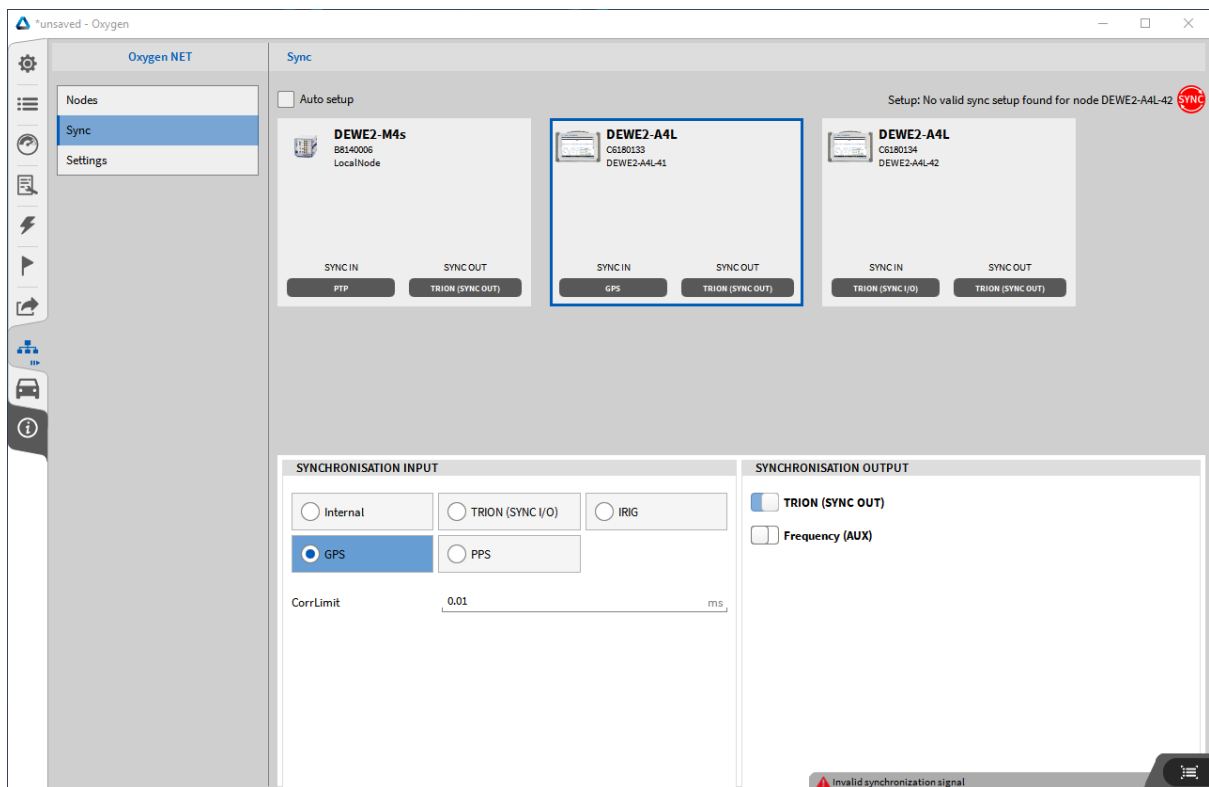 *unsaved - Oxygen
Oxygen NET
Sync
Nodes
Sync
Settings
Auto setup
Setup: No valid sync setup found for node DEWE2-A4L-42
SYNC
DEWE2-M4s
B8140006
LocalNode
SYNC IN
SYNC OUT
PTP
TRION (SYNC OUT)
DEWE2-A4L
C6180133
DEWE2-A4L-41
SYNC IN
SYNC OUT
GPS
TRION (SYNC OUT)
DEWE2-A4L
C6180134
DEWE2-A4L-42
SYNC IN
SYNC OUT
TRION (SYNC I/O)
TRION (SYNC OUT)
SYNCHRONISATION INPUT
Internal
TRION (SYNC I/O)
IRIG
GPS
PPS
CorrLimit
0.01
ms
SYNCHRONISATION OUTPUT
TRION (SYNC OUT)
Frequency (AUX)
Invalid synchronization signal